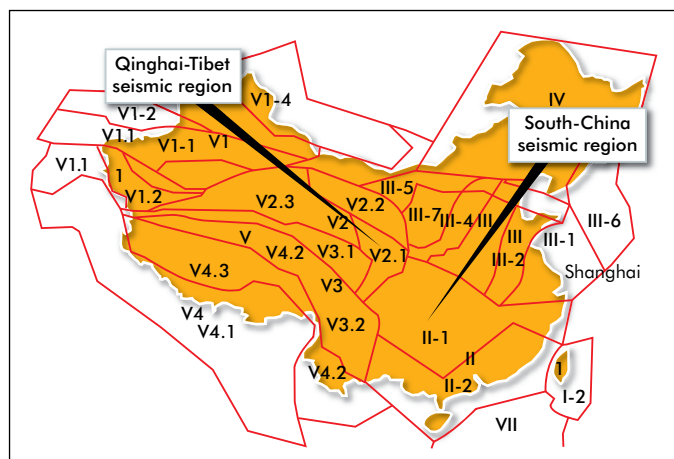 Qinghai-Tibet
seismic region
V1-2
V1-4
IV
South-China
seismic region
V1.1
V1-1
V1
V1.1
1
V1.2
III-5
V2.3
V2.2
III-7
III-4
III
III-6
V2
III
III-1
V
V4.2
V3.1
V2.1
III-2
Shanghai
V4.3
V3
V4
V4.1
V3.2
II-1
II
1
V4.2
II-2
I-2
VII